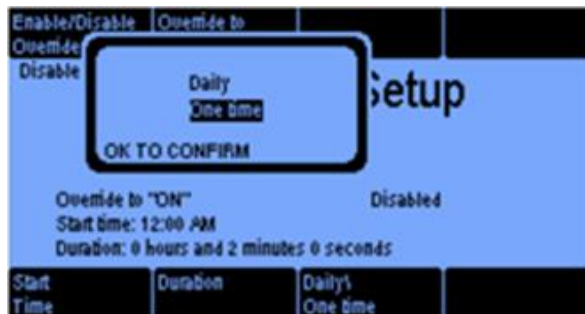 Enable/Disable Override to
Override
Disable
Setup
Daily
One time
OK TO CONFIRM
Override to "ON" Disabled
Start time: 12:00 AM
Duration: 0 hours and 2 minutes 0 seconds
Start Duration Daily\
Time One time